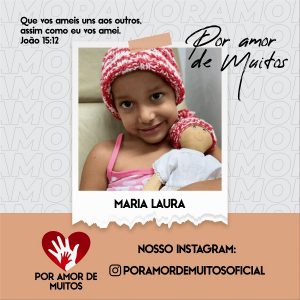 Que vos ameis uns aos outros,
assim como eu vos amei.
João 15:12
Por amor
de Muitos
MARIA LAURA
POR AMOR DE
MUITOS
NOSSO INSTAGRAM:
PORAMORDEMUITOSOFICIAL